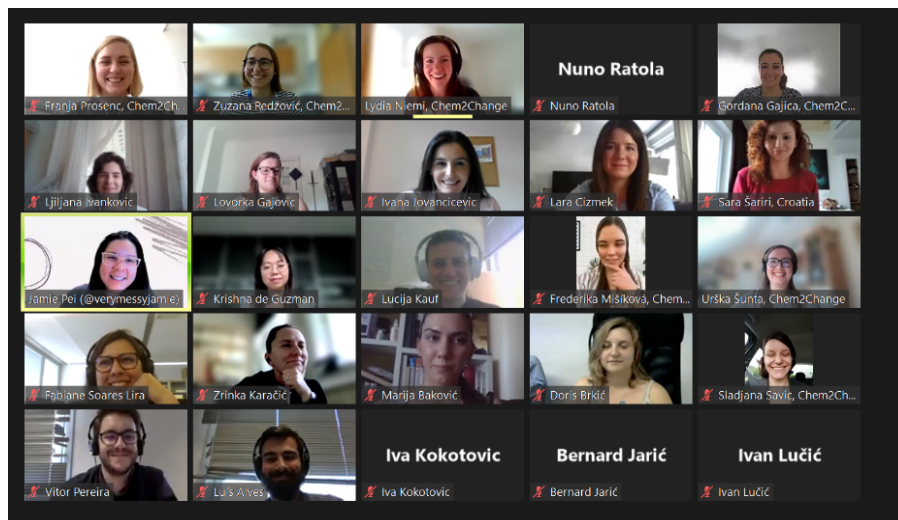 Franja Prosenc, Chem2Ch...
Zuzana Redžović, Chem2...
Lydia Niemi, Chem2Change
Nuno Ratola
Nuno Ratola
Gordana Gajica, Chem2C...
Ljiljana Ivankovic
Lovorka Gajovic
Ivana Jovancicevic
Lara Cizmek
Sara Šariri, Croatia
Jamie Pei (@verymessyjamie)
Krishna de Guzman
Lucija Kauf
Frederika Mišíková, Chem...
Urška Šunta, Chem2Change
Fabiane Soares Lira
Zrinka Karačić
Marija Baković
Doris Brkić
Sladjana Savic, Chem2Ch...
Vitor Pereira
Luís Alves
Iva Kokotovic
Iva Kokotovic
Bernard Jarić
Bernard Jarić
Ivan Lučić
Ivan Lučić